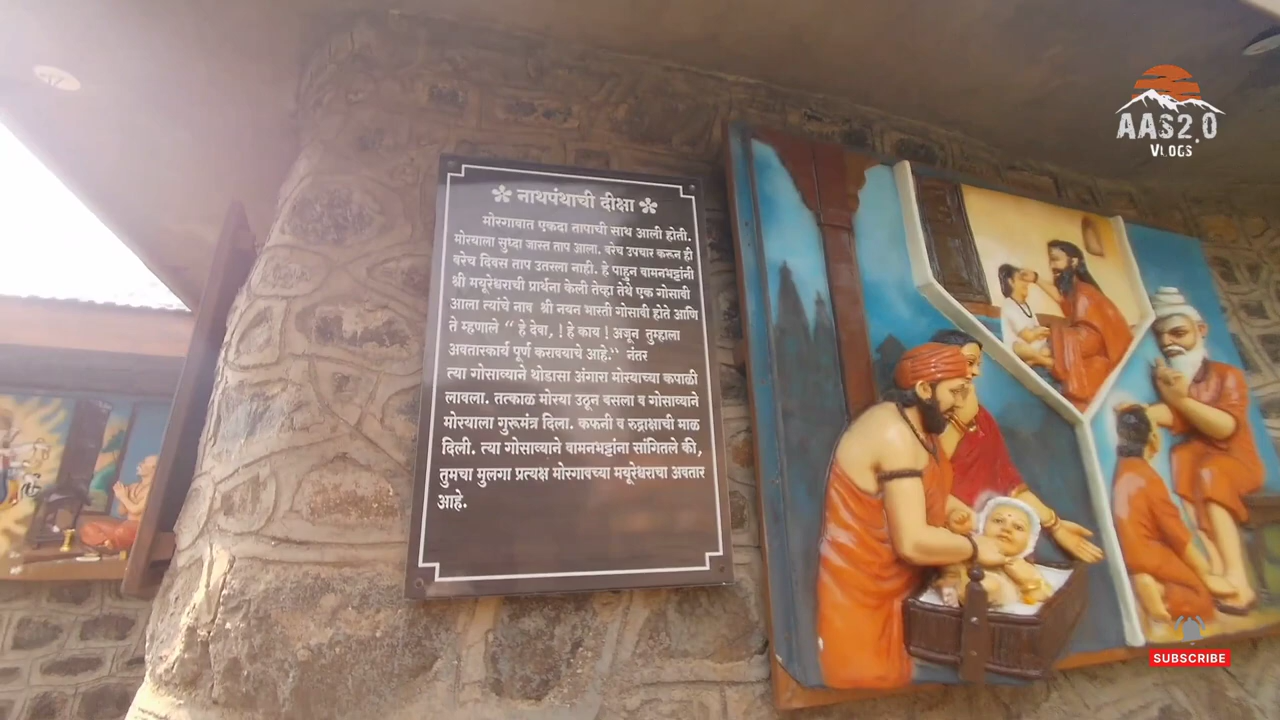 नाथपंथाची दीक्षा
मोरगावात एकदा तापाची साथ आली होती.
मोरयाला सुध्दा जास्त ताप आला. बरेच उपचार करून ही
बरेच दिवस ताप उतरला नाही. हे पाहुन वामनभट्टांनी
श्री मयूरेश्वराची प्रार्थना केली तेव्हा तेथे एक गोसावी
आला त्यांचे नाव श्री नयन भारती गोसावी होते आणि
ते म्हणाले “ हे देवा, ! हे काय ! अजून तुम्हाला
अवतारकार्य पूर्ण करावयाचे आहे.“ नंतर
त्या गोसाव्याने थोडासा अंगारा मोरयाच्या कपाळी
लावला. तत्काळ मोरया उठून बसला व गोसाव्याने
मोरयाला गुरूमंत्र दिला. कफनी व रुद्राक्षाची माळ
दिली. त्या गोसाव्याने वामनभट्टांना सांगितले की,
तुमचा मुलगा प्रत्यक्ष मोरगावच्या मयूरेश्वराचा अवतार
आहे.
AAS2.0
VLOGS
SUBSCRIBE